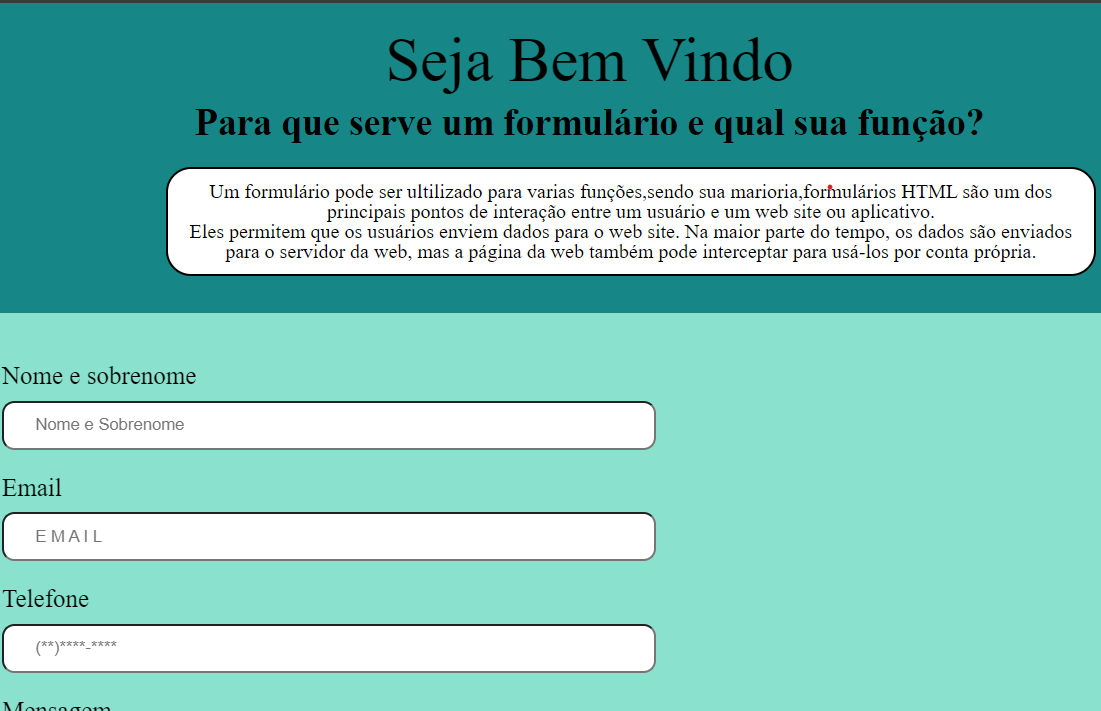 Seja Bem Vindo
Para que serve um formulário e qual sua função?
Um formulário pode ser ultilizado para varias funções,sendo sua marioria,formulários HTML são um dos
principais pontos de interação entre um usuário e um web site ou aplicativo.
Eles permitem que os usuários enviem dados para o web site. Na maior parte do tempo, os dados são enviados
para o servidor da web, mas a página da web também pode interceptar para usá-los por conta própria.
Nome e sobrenome
Nome e Sobrenome
Email
E M A I L
Telefone
(**)****-****
Mensagem